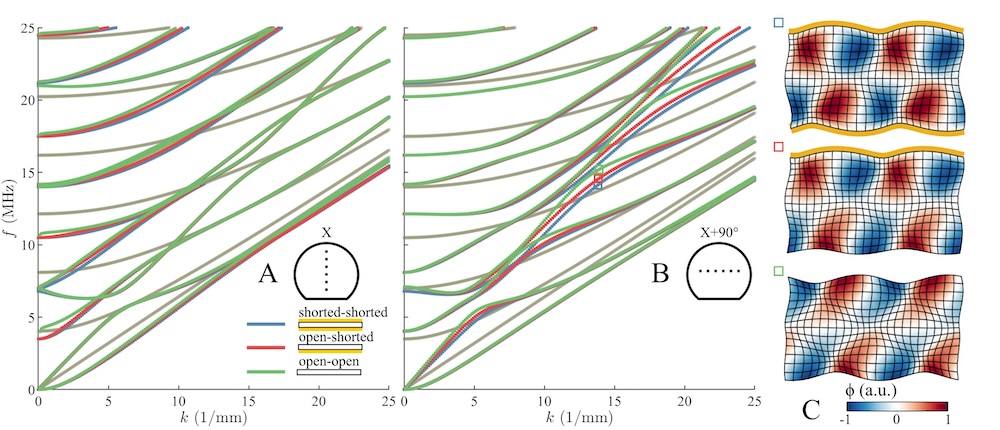 25
20
15
10
5
0
f (MHz)
0 5 10 15 20 25
k (1/mm)
A
X
shorted-shorted
open-shorted
open-open
0 5 10 15 20 25
k (1/mm)
B
X+90°
C
ϕ (a.u.)
-1 0 1